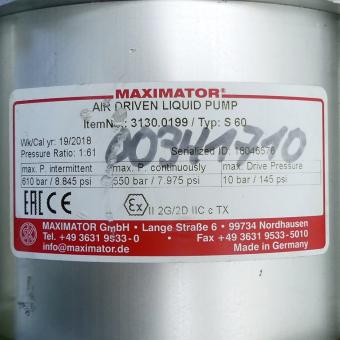 MAXIMATOR®
AIR DRIVEN LIQUID PUMP
ItemNo.: 3130.0199 / Typ: S 60
Wk/Cal yr: 19/2018 Serialized ID: 18046576
Pressure Ratio: 1:61
00341710
max. P. intermittent max. P. continuously max. Drive Pressure
610 bar / 8.845 psi 550 bar / 7.975 psi 10 bar / 145 psi
EAC CE Ex II 2G/2D IIC c TX
MAXIMATOR GmbH • Lange Straße 6 • 99734 Nordhausen
Tel. +49 3631 9533-0 • Fax +49 3631 9533-5010
info@maximator.de Made in Germany